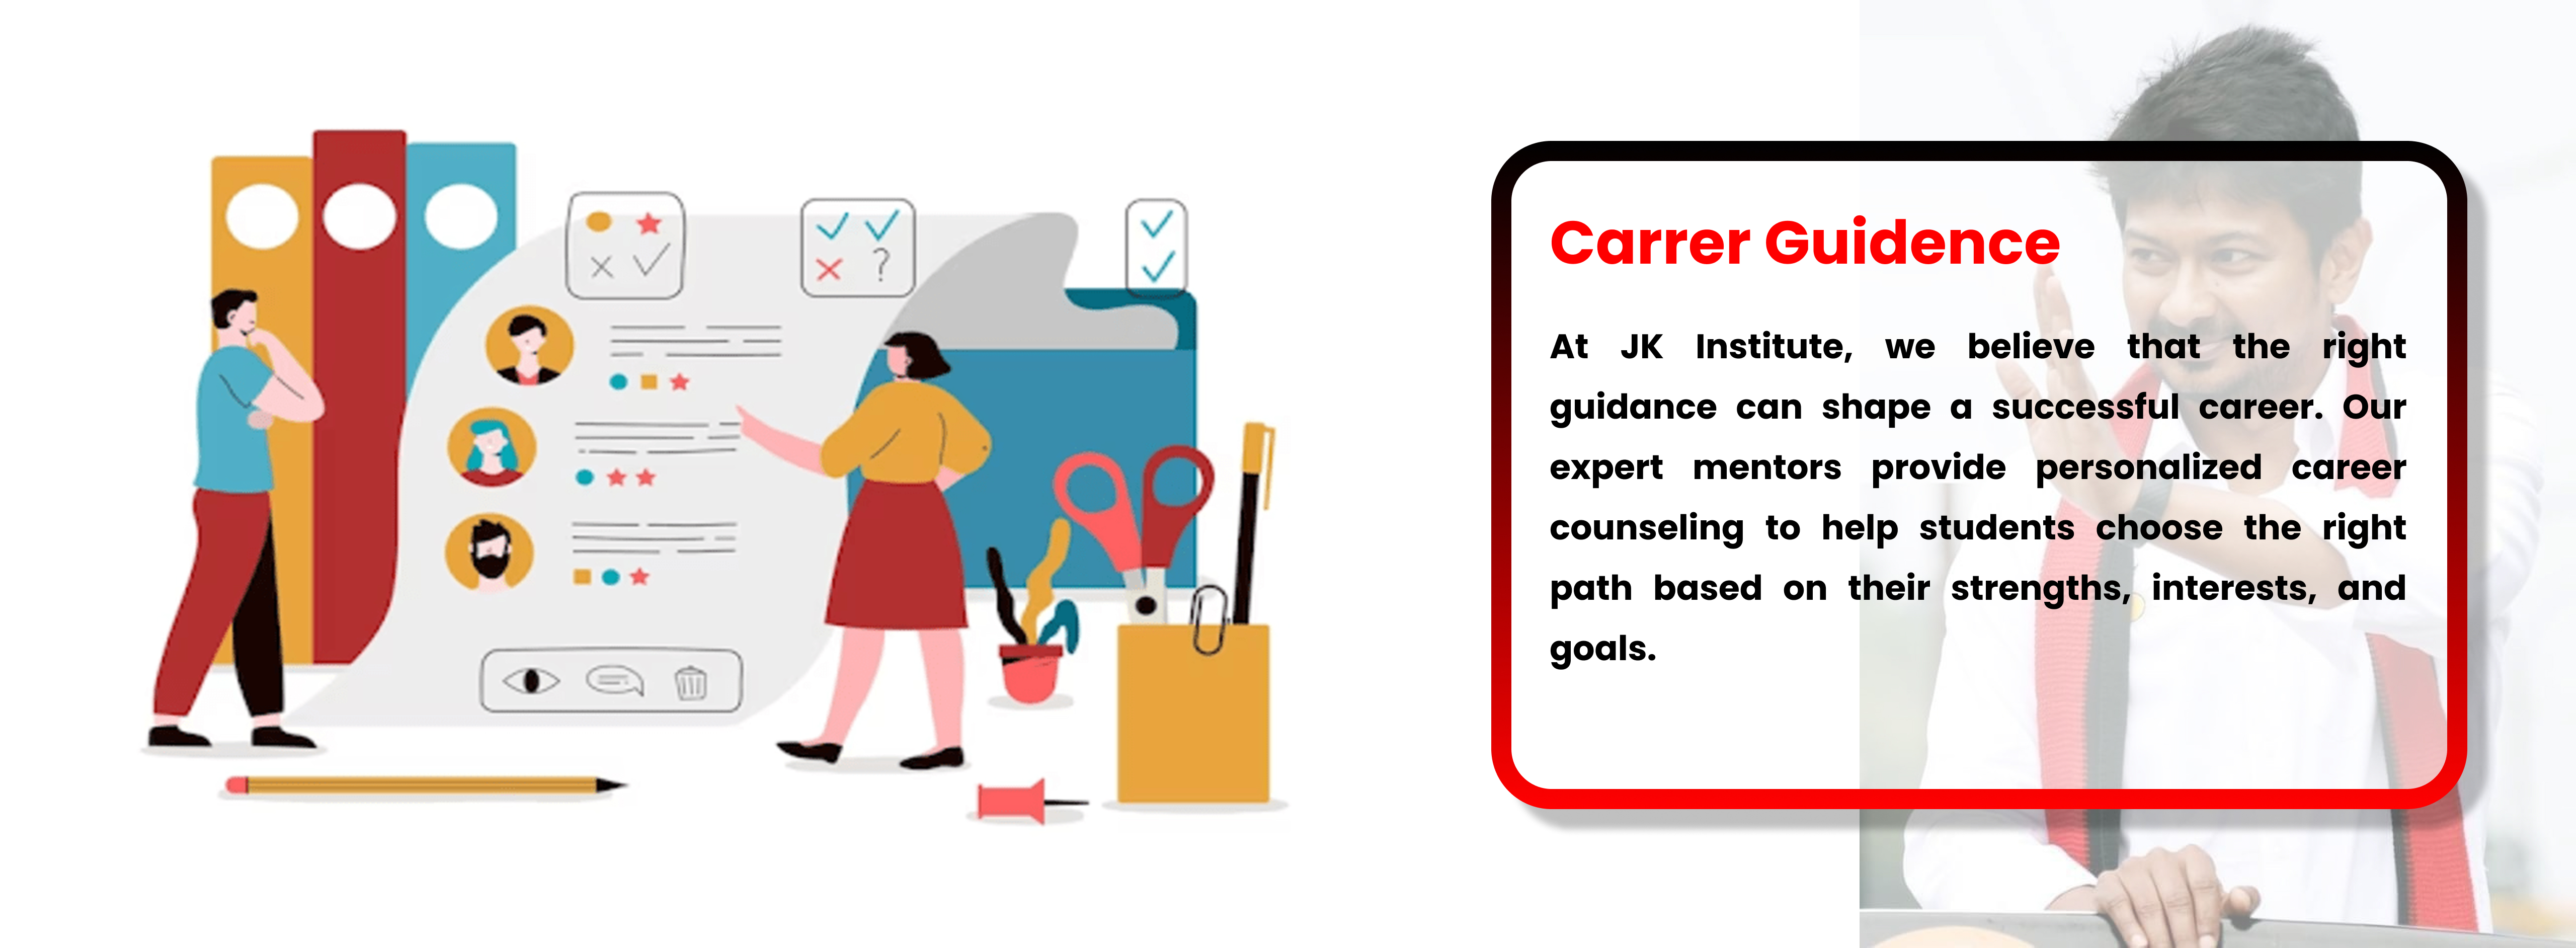 Carrer Guidence
At JK Institute, we believe that the right
guidance can shape a successful career. Our
expert mentors provide personalized career
counseling to help students choose the right
path based on their strengths, interests, and
goals.